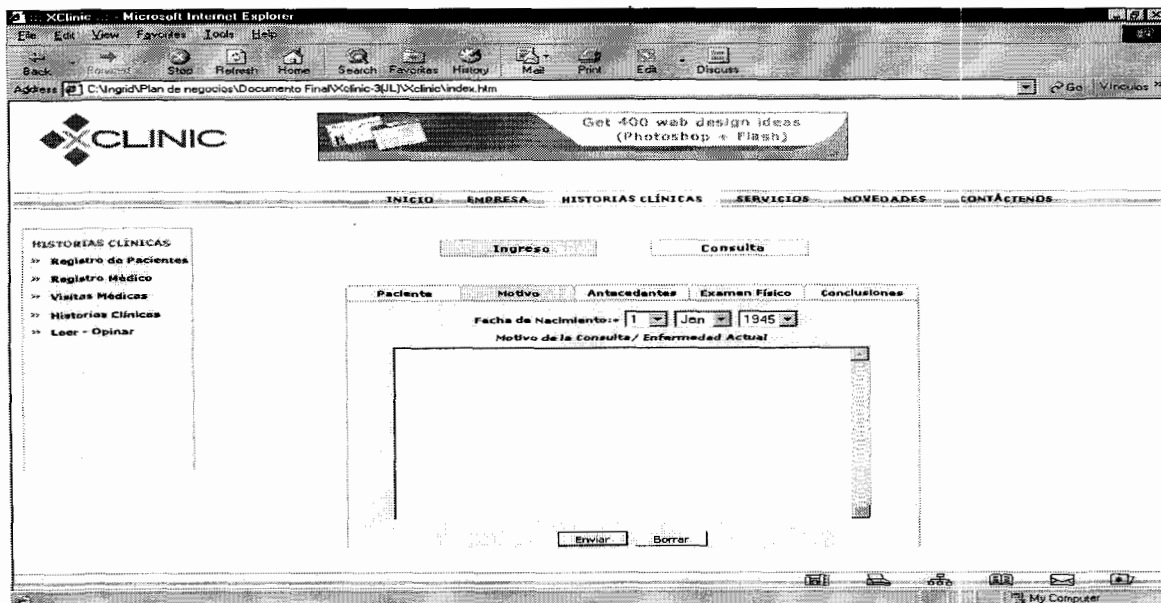 ::: XClinic ::: - Microsoft Internet Explorer
File Edit View Favorites Tools Help
Back Forward Stop Refresh Home Search Favorites History Mail Print Edit Discuss
Address C:\Ingrid\Plan de negocios\Documento Final\Xclinic-3(JL)\Xclinic\index.htm Go Vínculos »
XCLINIC
Get 400 web design ideas
(Photoshop + Flash)
INICIO EMPRESA HISTORIAS CLÍNICAS SERVICIOS NOVEDADES CONTÁCTENOS
HISTORIAS CLÍNICAS
» Registro de Pacientes
» Registro Médico
» Visitas Médicas
» Historias Clínicas
» Leer - Opinar
Ingreso Consulta
Paciente Motivo Antecedentes Examen Físico Conclusiones
Fecha de Nacimiento:* 1 Jan 1945
Motivo de la Consulta/ Enfermedad Actual
Enviar Borrar
My Computer